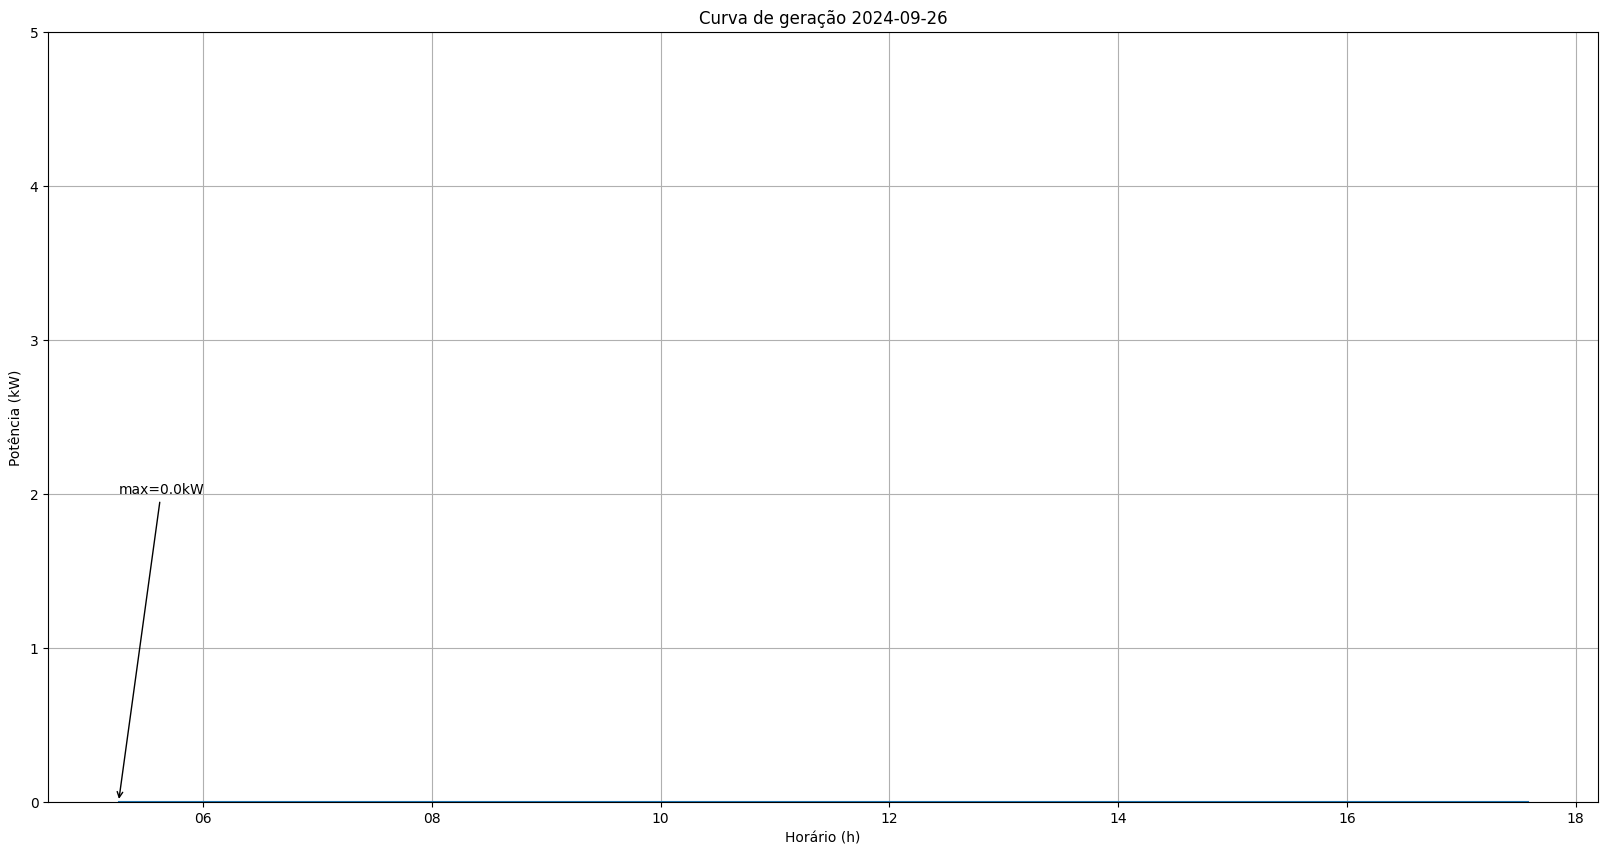 Curva de geração 2024-09-26
5
4
3
2
1
0
Potência (kW)
max=0.0kW
06 08 10 12 14 16 18
Horário (h)